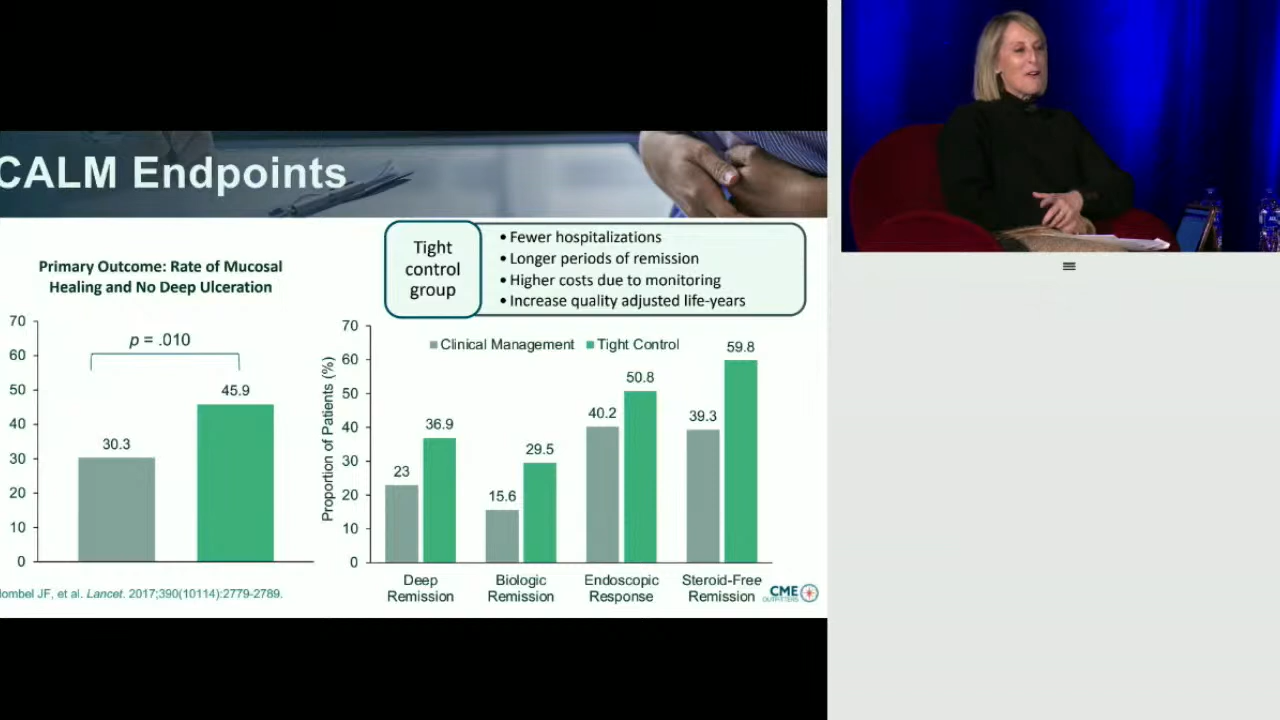 CALM Endpoints
Tight
control
group
• Fewer hospitalizations
• Longer periods of remission
• Higher costs due to monitoring
• Increase quality adjusted life-years
Primary Outcome: Rate of Mucosal
Healing and No Deep Ulceration
70
60
50
40
30
20
10
0
p = .010
30.3
45.9
Proportion of Patients (%)
70
60
50
40
30
20
10
0
Clinical Management
Tight Control
23
36.9
15.6
29.5
40.2
50.8
39.3
59.8
Deep
Remission
Biologic
Remission
Endoscopic
Response
Steroid-Free
Remission
ombel JF, et al. Lancet. 2017;390(10114):2779-2789.
CME
OUTFITTERS